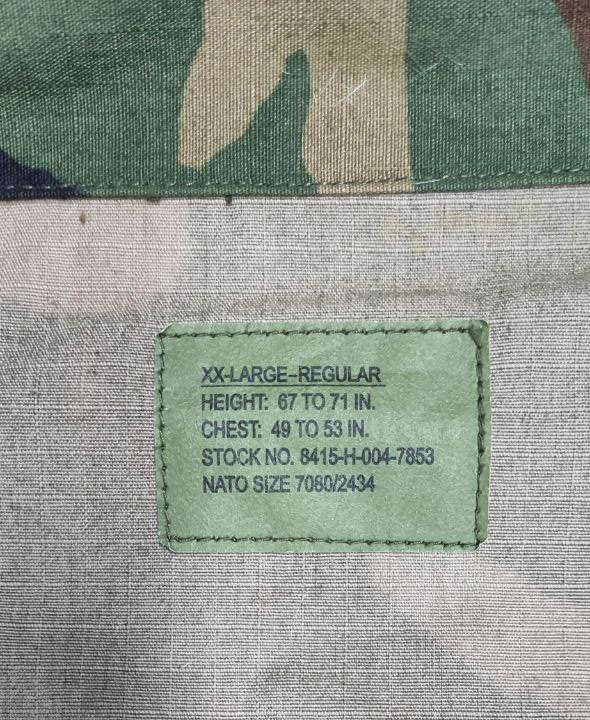 XX-LARGE-REGULAR
HEIGHT: 67 TO 71 IN.
CHEST: 49 TO 53 IN.
STOCK NO. 8415-H-004-7853
NATO SIZE 7080/2434